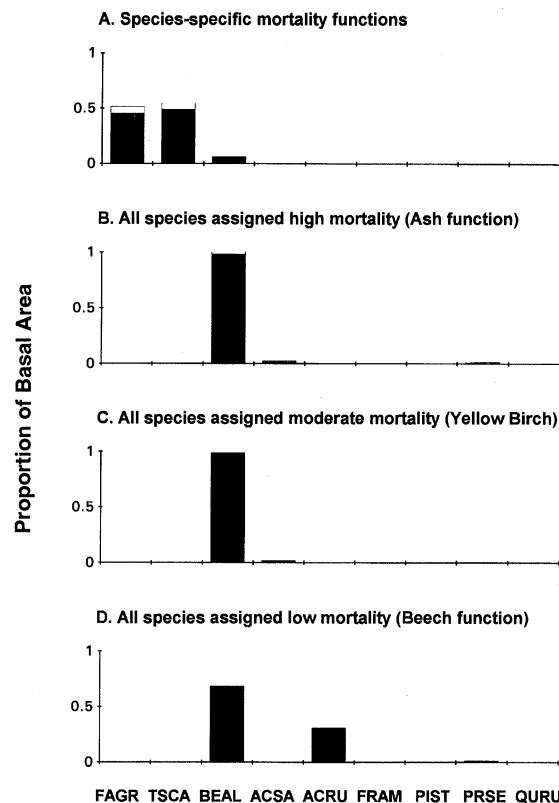 A. Species-specific mortality functions
1
0.5
0
B. All species assigned high mortality (Ash function)
1
0.5
0
C. All species assigned moderate mortality (Yellow Birch)
1
0.5
0
D. All species assigned low mortality (Beech function)
1
0.5
0
FAGR TSCA BEAL ACSA ACRU FRAM PIST PRSE QURU
Proportion of Basal Area